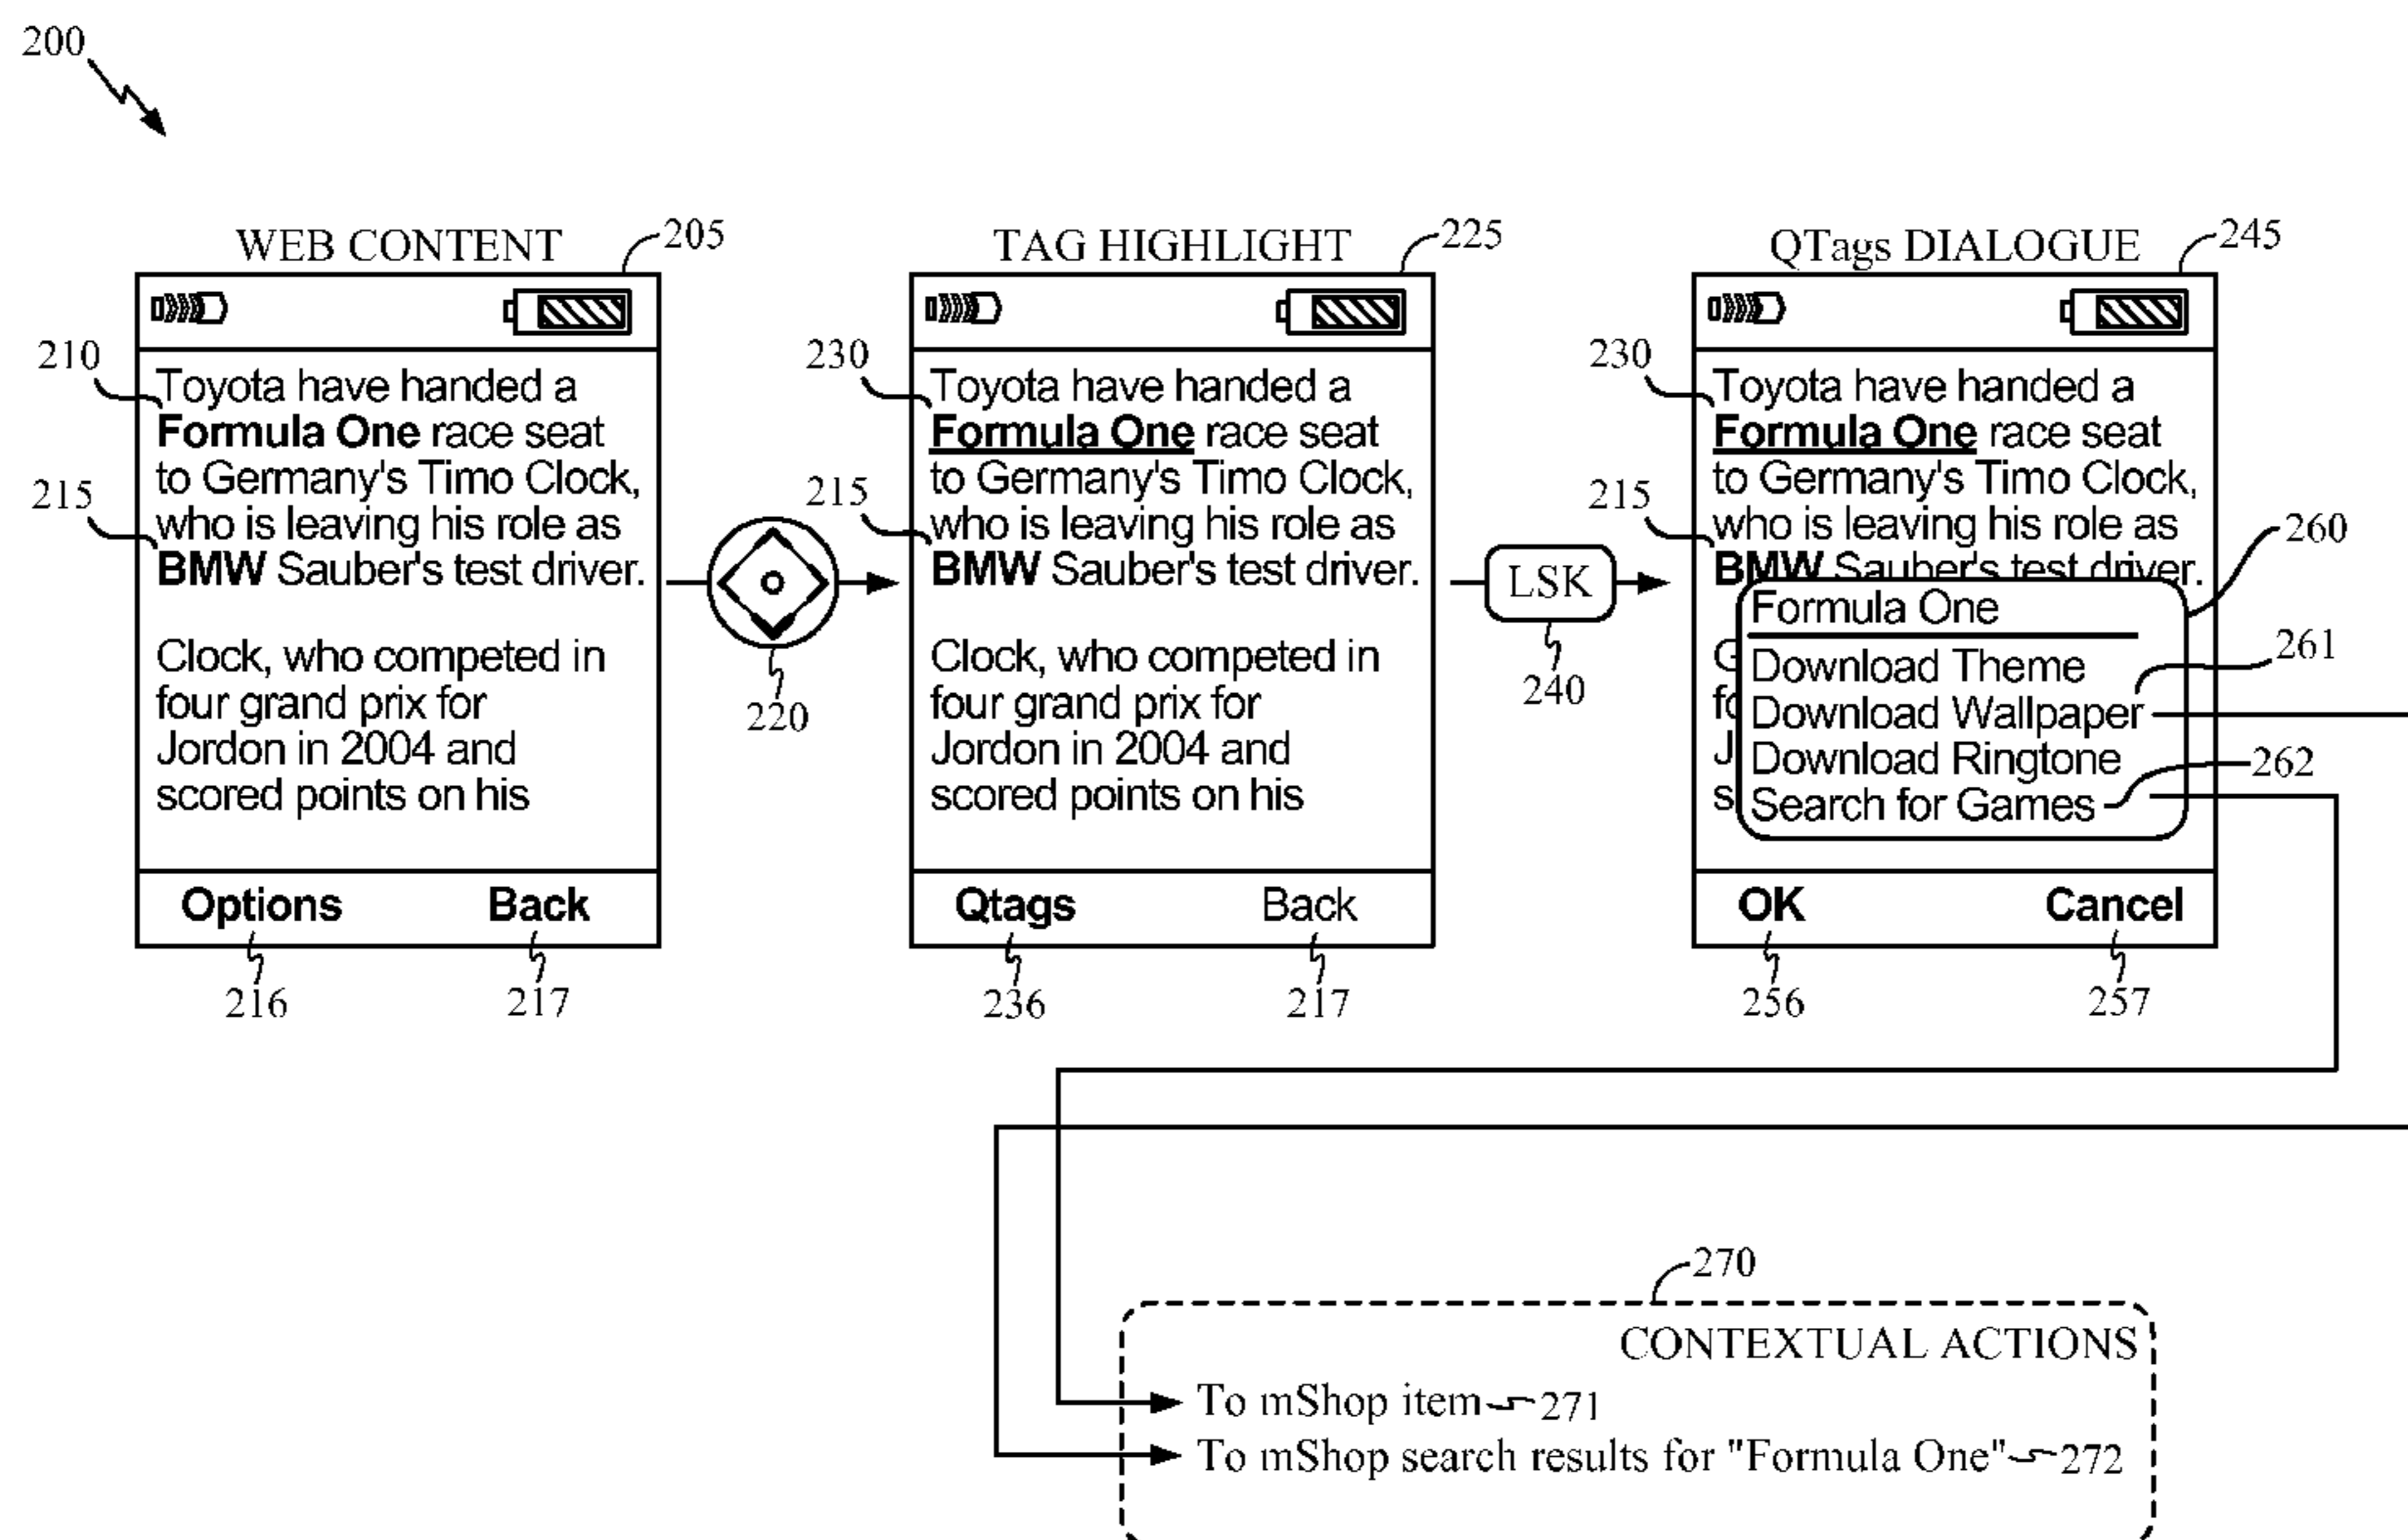 200
WEB CONTENT
205
210
Toyota have handed a
Formula One race seat
to Germany's Timo Clock,
215
who is leaving his role as
BMW Sauber's test driver.
Clock, who competed in
four grand prix for
Jordon in 2004 and
scored points on his
Options Back
216 217
220
TAG HIGHLIGHT
225
230
Toyota have handed a
Formula One race seat
to Germany's Timo Clock,
215
who is leaving his role as
BMW Sauber's test driver.
Clock, who competed in
four grand prix for
Jordon in 2004 and
scored points on his
Qtags Back
236 217
LSK
240
QTags DIALOGUE
245
230
Toyota have handed a
Formula One race seat
to Germany's Timo Clock,
215
who is leaving his role as
BMW Sauber's test driver.
260
Formula One
261
Download Theme
Download Wallpaper
Download Ringtone
262
Search for Games
OK Cancel
256 257
270
CONTEXTUAL ACTIONS
To mShop item 271
To mShop search results for "Formula One" 272